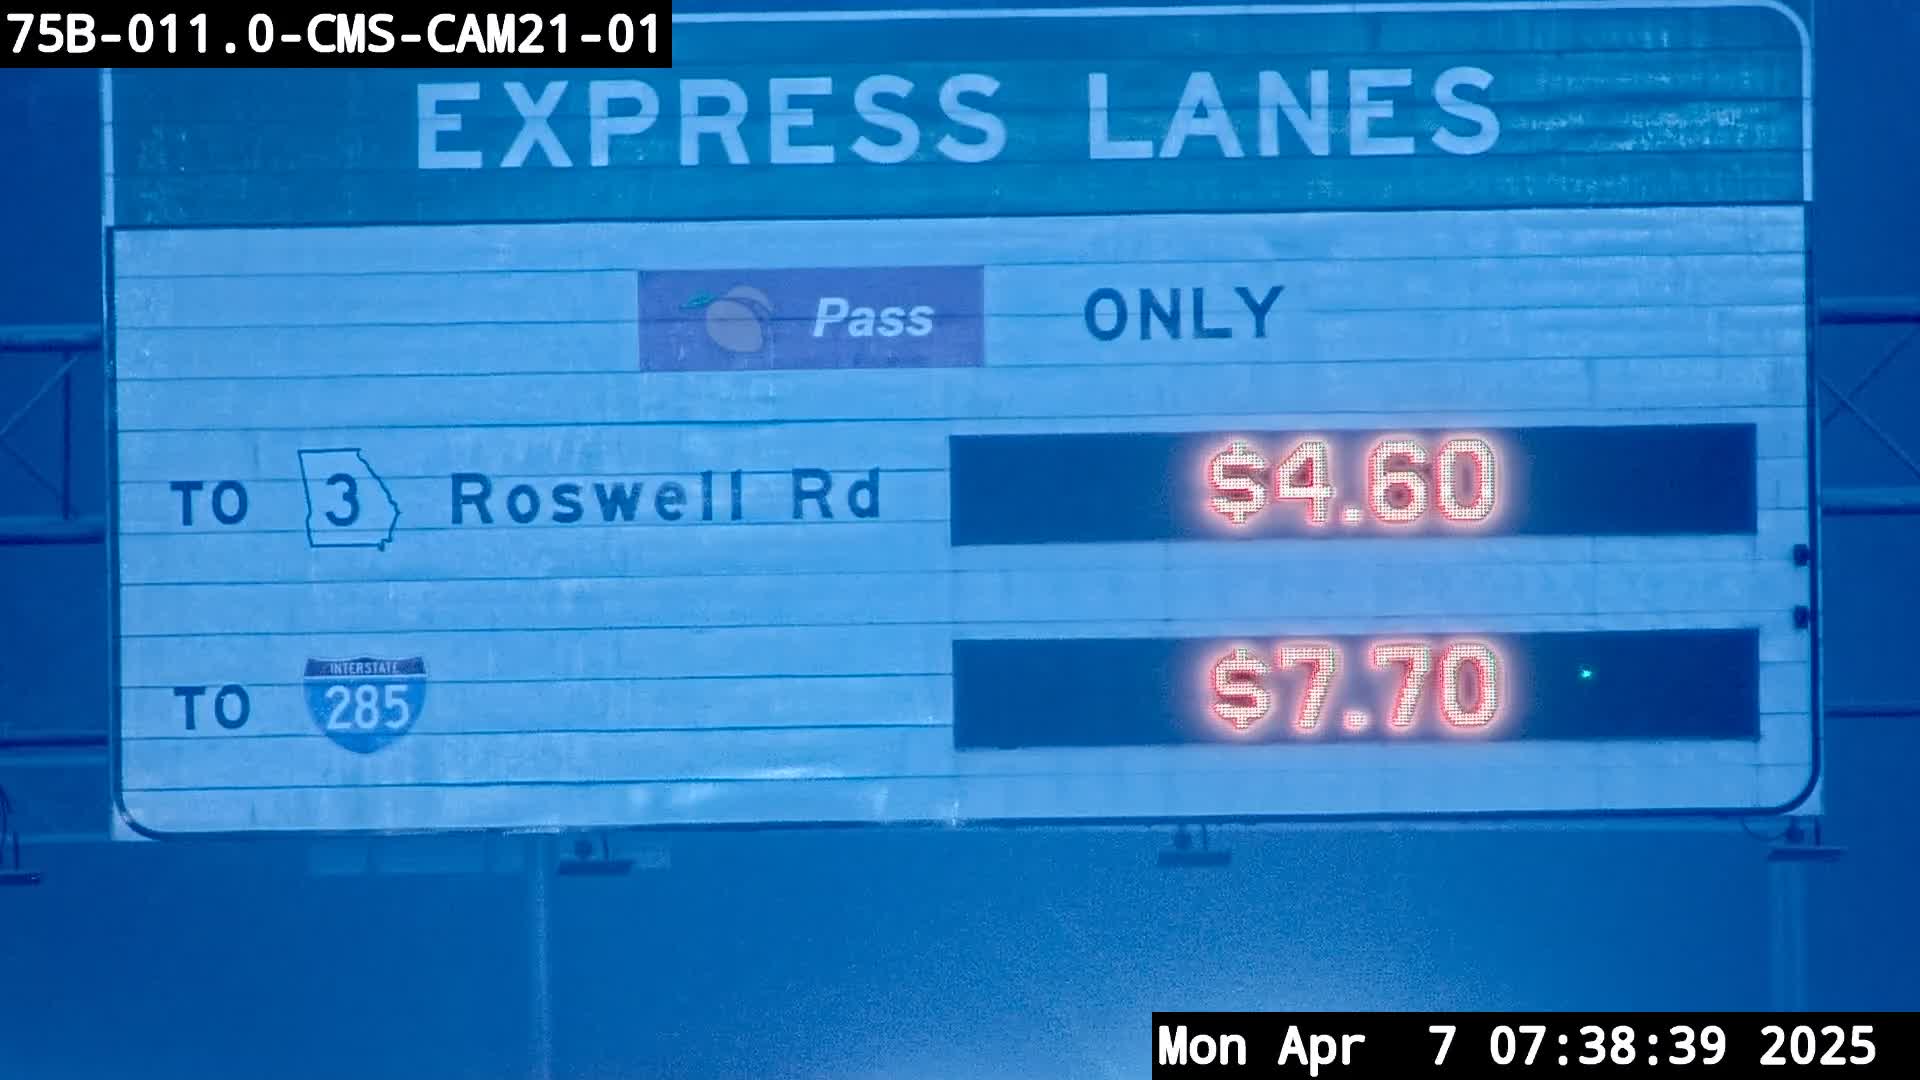 75B-011.0-CMS-CAM21-01
EXPRESS LANES
Pass ONLY
TO 3 Roswell Rd $4.60
INTERSTATE
TO 285 $7.70
Mon Apr 7 07:38:39 2025